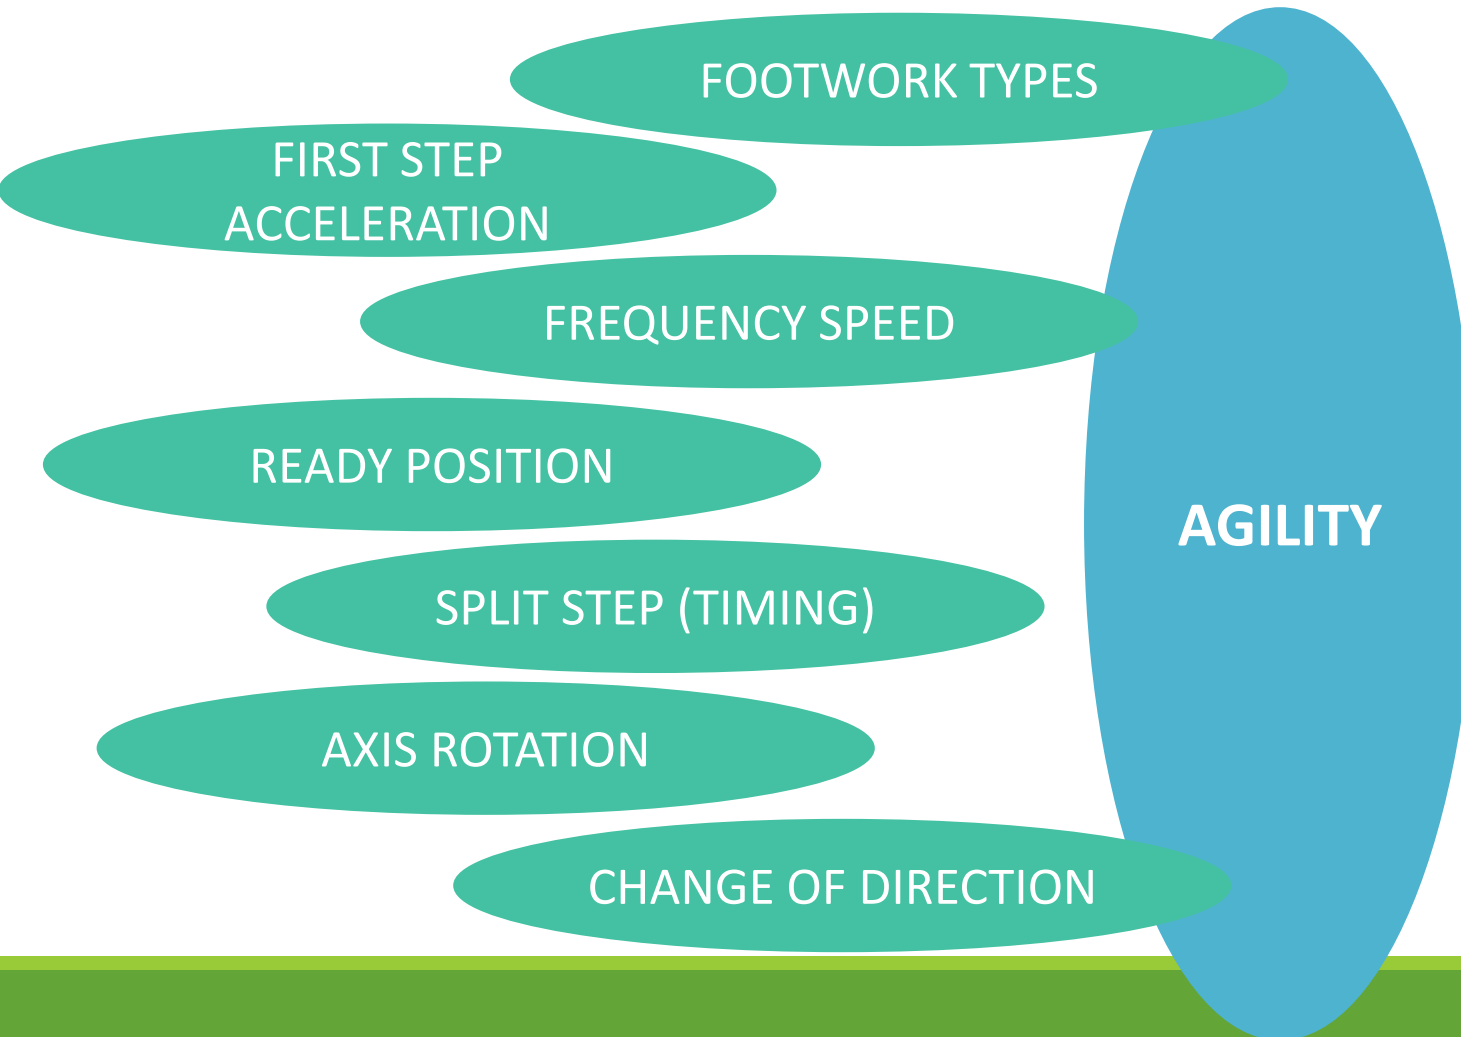 FOOTWORK TYPES
FIRST STEP
ACCELERATION
FREQUENCY SPEED
READY POSITION
AGILITY
SPLIT STEP (TIMING)
AXIS ROTATION
CHANGE OF DIRECTION